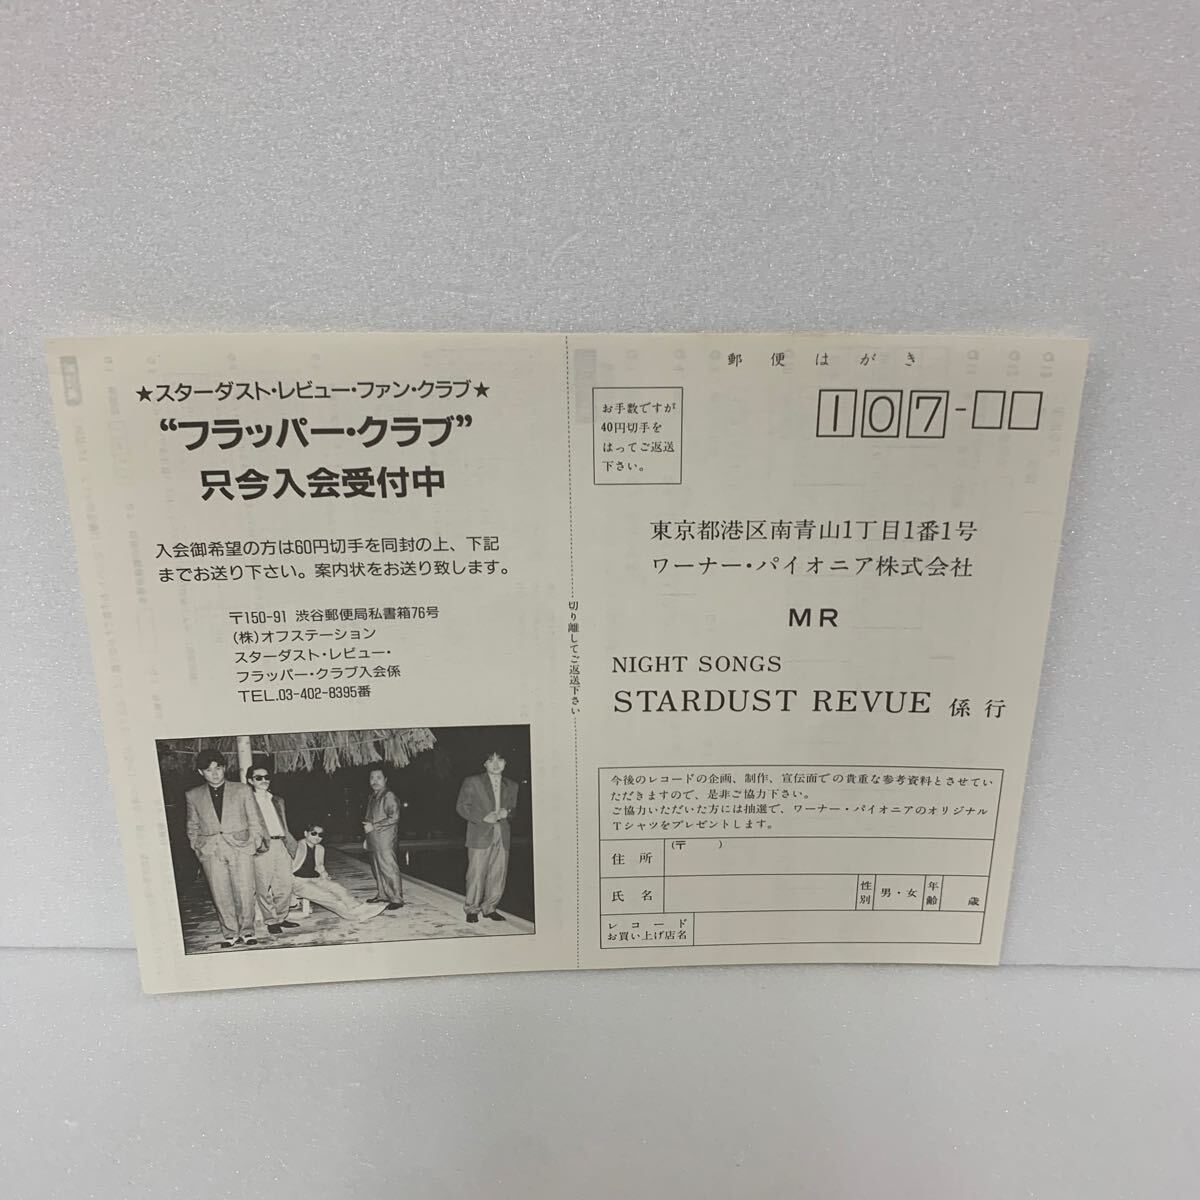 ★スターダスト・レビュー・ファン・クラブ★
“フラッパー・クラブ”
只今入会受付中
入会御希望の方は60円切手を同封の上、下記
までお送り下さい。案内状をお送り致します。
〒150-91 渋谷郵便局私書箱76号
(株)オフステーション
スターダスト・レビュー・
フラッパー・クラブ入会係
TEL.03-402-8395番
切り離してご返送下さい
郵便はがき
お手数ですが
40円切手を
はってご返送
下さい。
107-□□
東京都港区南青山1丁目1番1号
ワーナー・パイオニア株式会社
MR
NIGHT SONGS
STARDUST REVUE 係行
今後のレコードの企画、制作、宣伝面での貴重な参考資料とさせてい
ただきますので、是非ご協力下さい。
ご協力いただいた方には抽選で、ワーナー・パイオニアのオリジナル
Tシャツをプレゼントします。
住所 (〒 )
氏名 性別 男・女 年齢 歳
レコード
お買い上げ店名